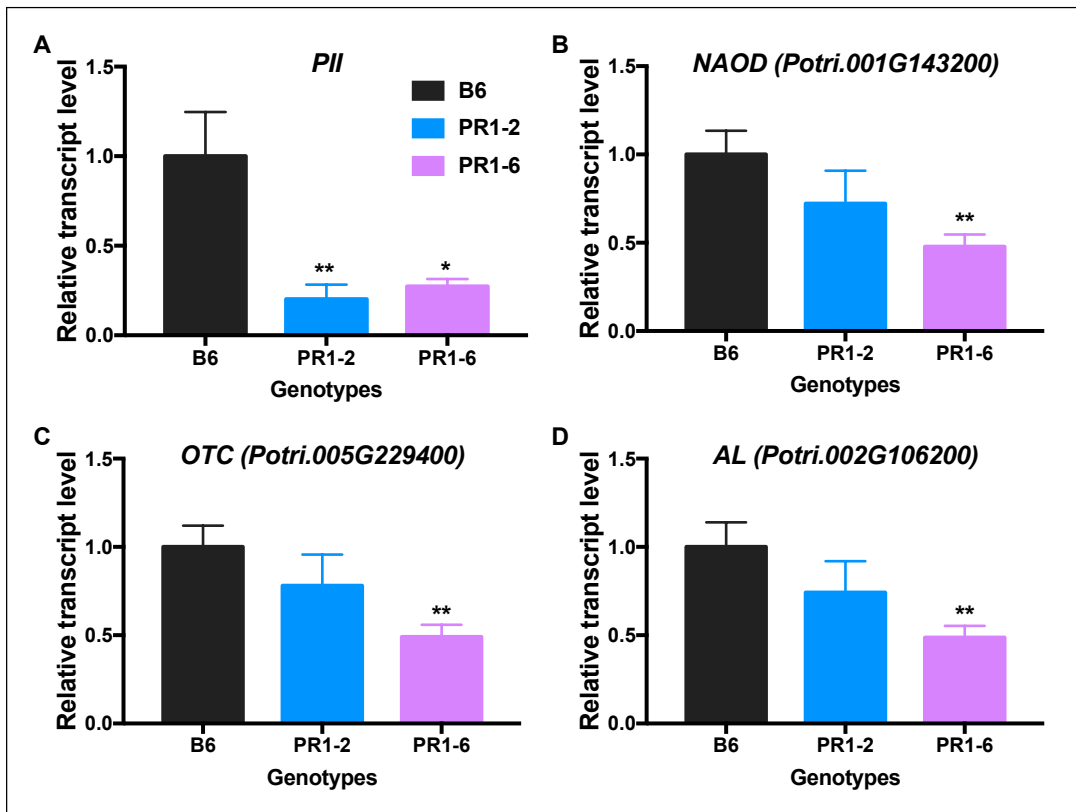 A
PII
Relative transcript level
1.5
1.0
0.5
0.0
B6
PR1-2
PR1-6
**
*
B6
PR1-2
PR1-6
Genotypes
B
NAOD (Potri.001G143200)
Relative transcript level
1.5
1.0
0.5
0.0
**
B6
PR1-2
PR1-6
Genotypes
C
OTC (Potri.005G229400)
Relative transcript level
1.5
1.0
0.5
0.0
**
B6
PR1-2
PR1-6
Genotypes
D
AL (Potri.002G106200)
Relative transcript level
1.5
1.0
0.5
0.0
**
B6
PR1-2
PR1-6
Genotypes